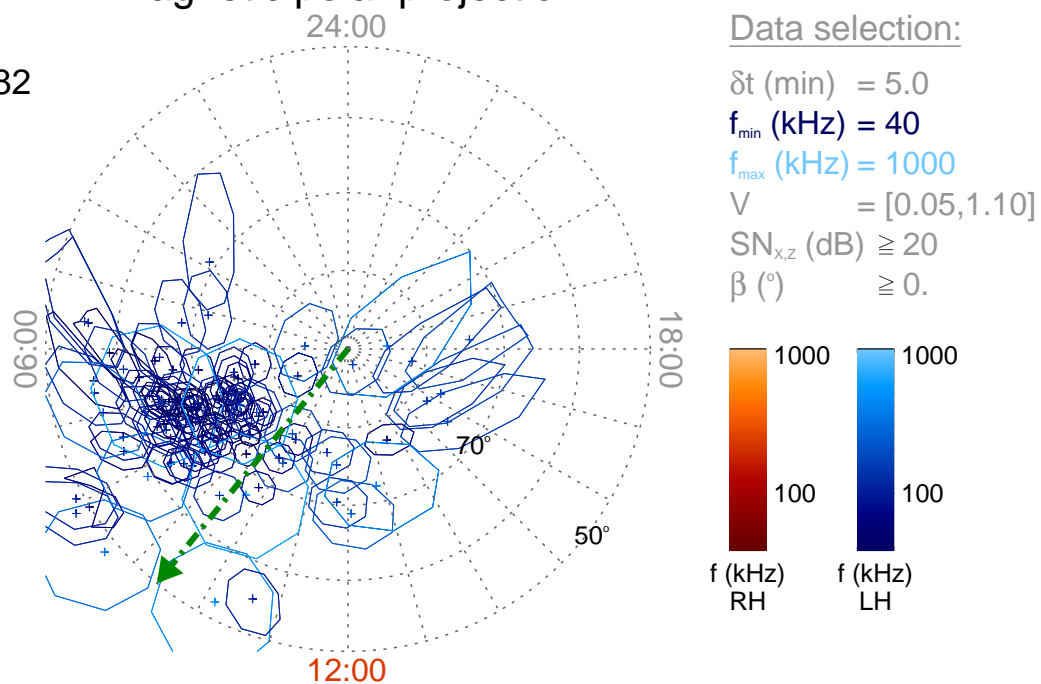 24:00
82
06:00
18:00
70°
50°
12:00
Data selection:
δt (min) = 5.0
fmin (kHz) = 40
fmax (kHz) = 1000
V = [0.05,1.10]
SNx,z (dB) ≧ 20
β (°) ≧ 0.
1000
1000
100
100
f (kHz)
RH
f (kHz)
LH